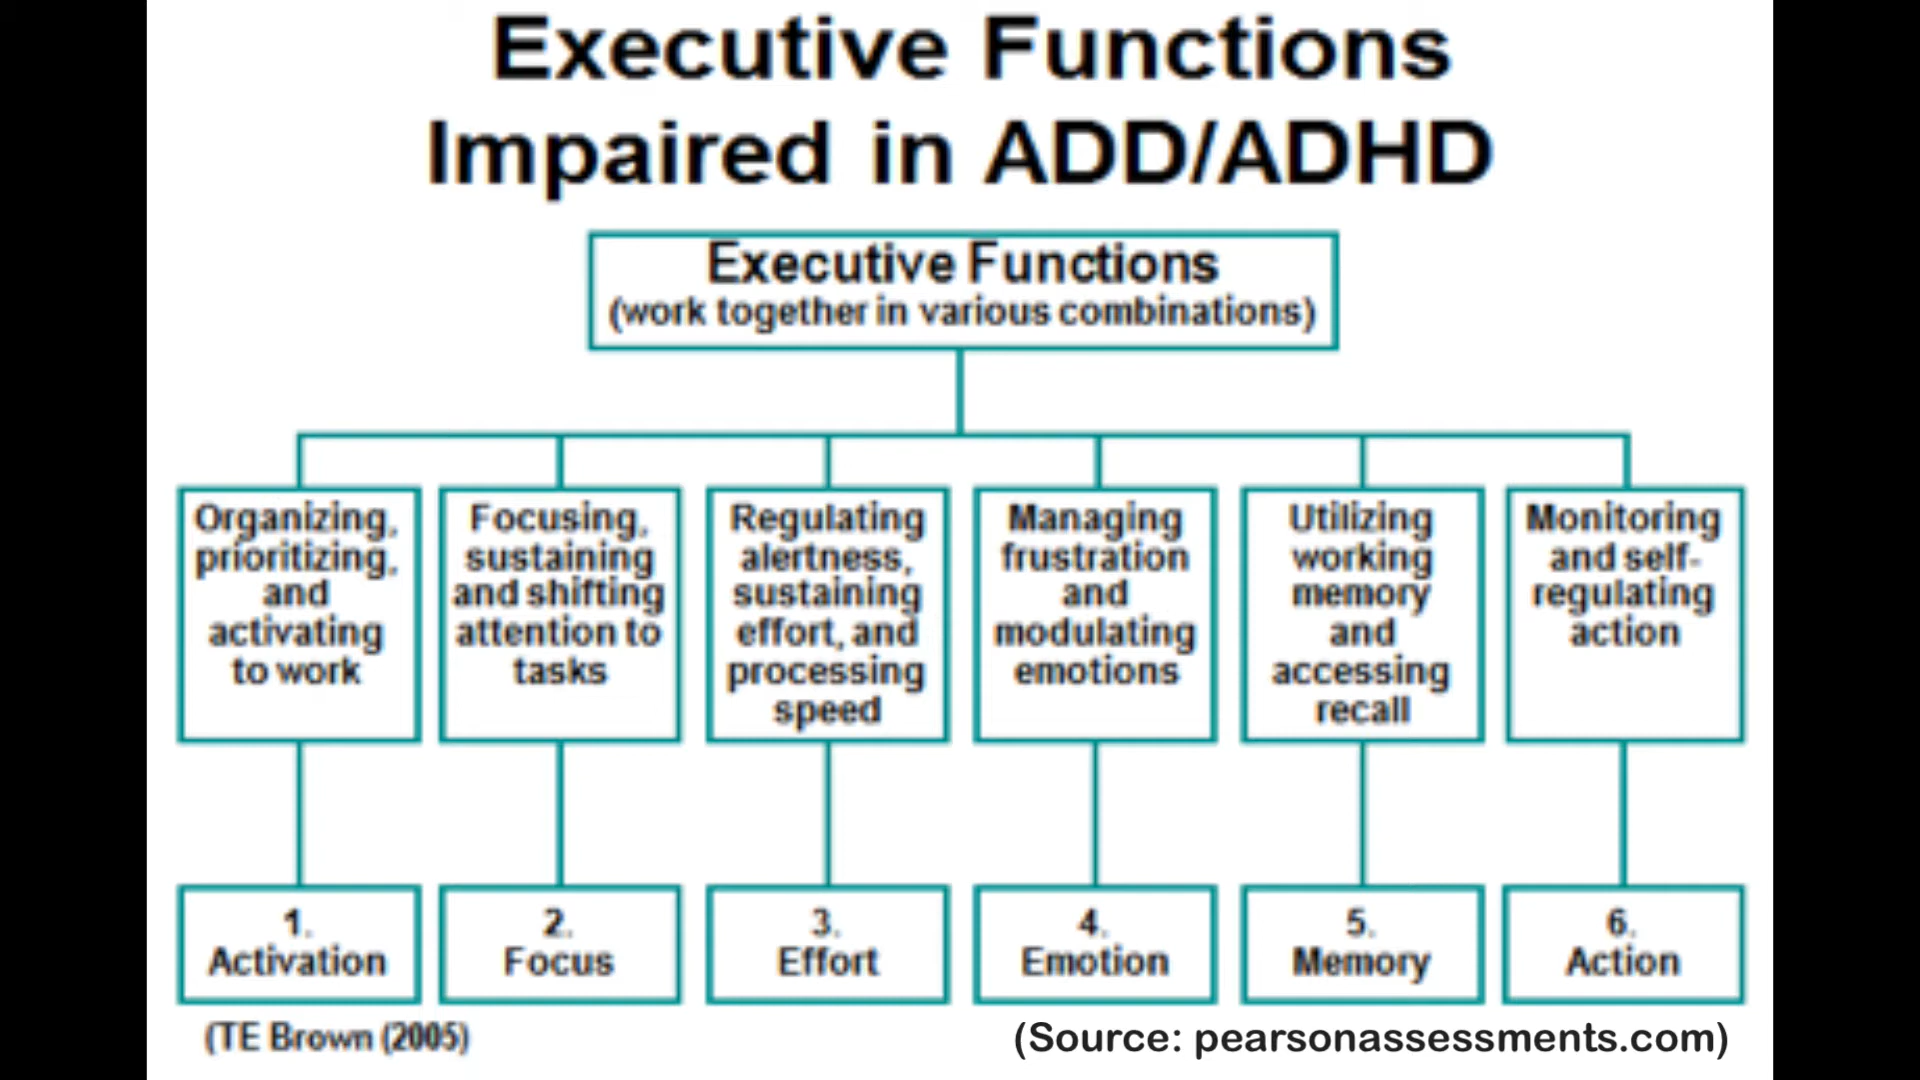 Executive Functions
Impaired in ADD/ADHD
Executive Functions
(work together in various combinations)
Organizing,
prioritizing,
and
activating
to work
Focusing,
sustaining
and shifting
attention to
tasks
Regulating
alertness,
sustaining
effort, and
processing
speed
Managing
frustration
and
modulating
emotions
Utilizing
working
memory
and
accessing
recall
Monitoring
and self-
regulating
action
1.
Activation
2.
Focus
3.
Effort
4.
Emotion
5.
Memory
6.
Action
(TE Brown (2005)
(Source: pearsonassessments.com)